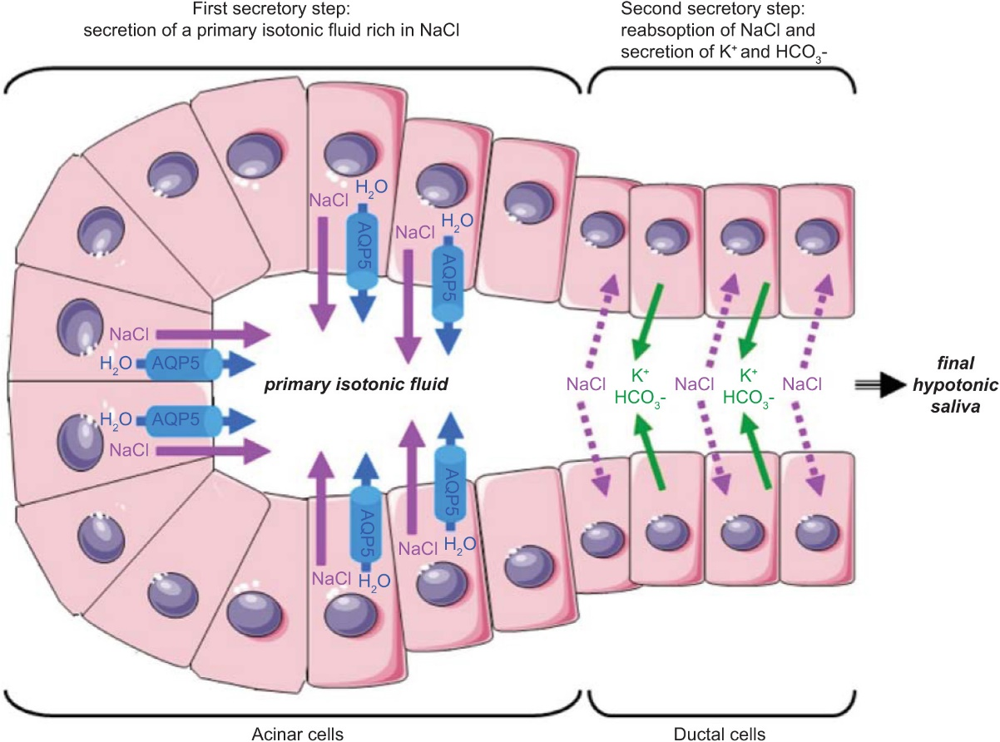 First secretory step:
secretion of a primary isotonic fluid rich in NaCl
Second secretory step:
reabsoption of NaCl and
secretion of K⁺ and HCO₃-
H₂O
NaCl
AQP5
H₂O
NaCl
AQP5
NaCl
H₂O
AQP5
primary isotonic fluid
H₂O
AQP5
NaCl
AQP5
NaCl
H₂O
AQP5
NaCl
H₂O
NaCl
K⁺
HCO₃-
NaCl
K⁺
HCO₃-
NaCl
final
hypotonic
saliva
Acinar cells
Ductal cells